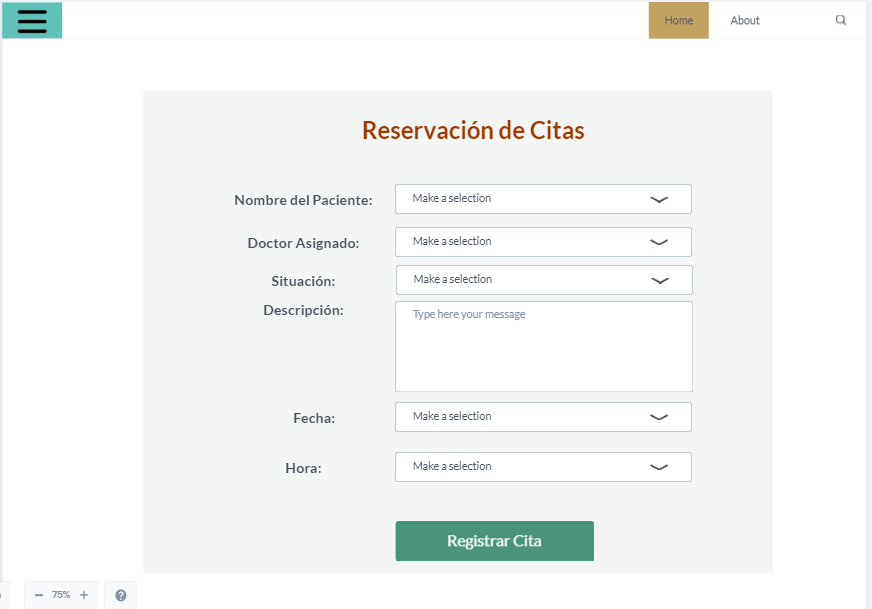 Home About
Reservación de Citas
Nombre del Paciente: Make a selection
Doctor Asignado: Make a selection
Situación: Make a selection
Descripción: Type here your message
Fecha: Make a selection
Hora: Make a selection
Registrar Cita
− 75% + ?